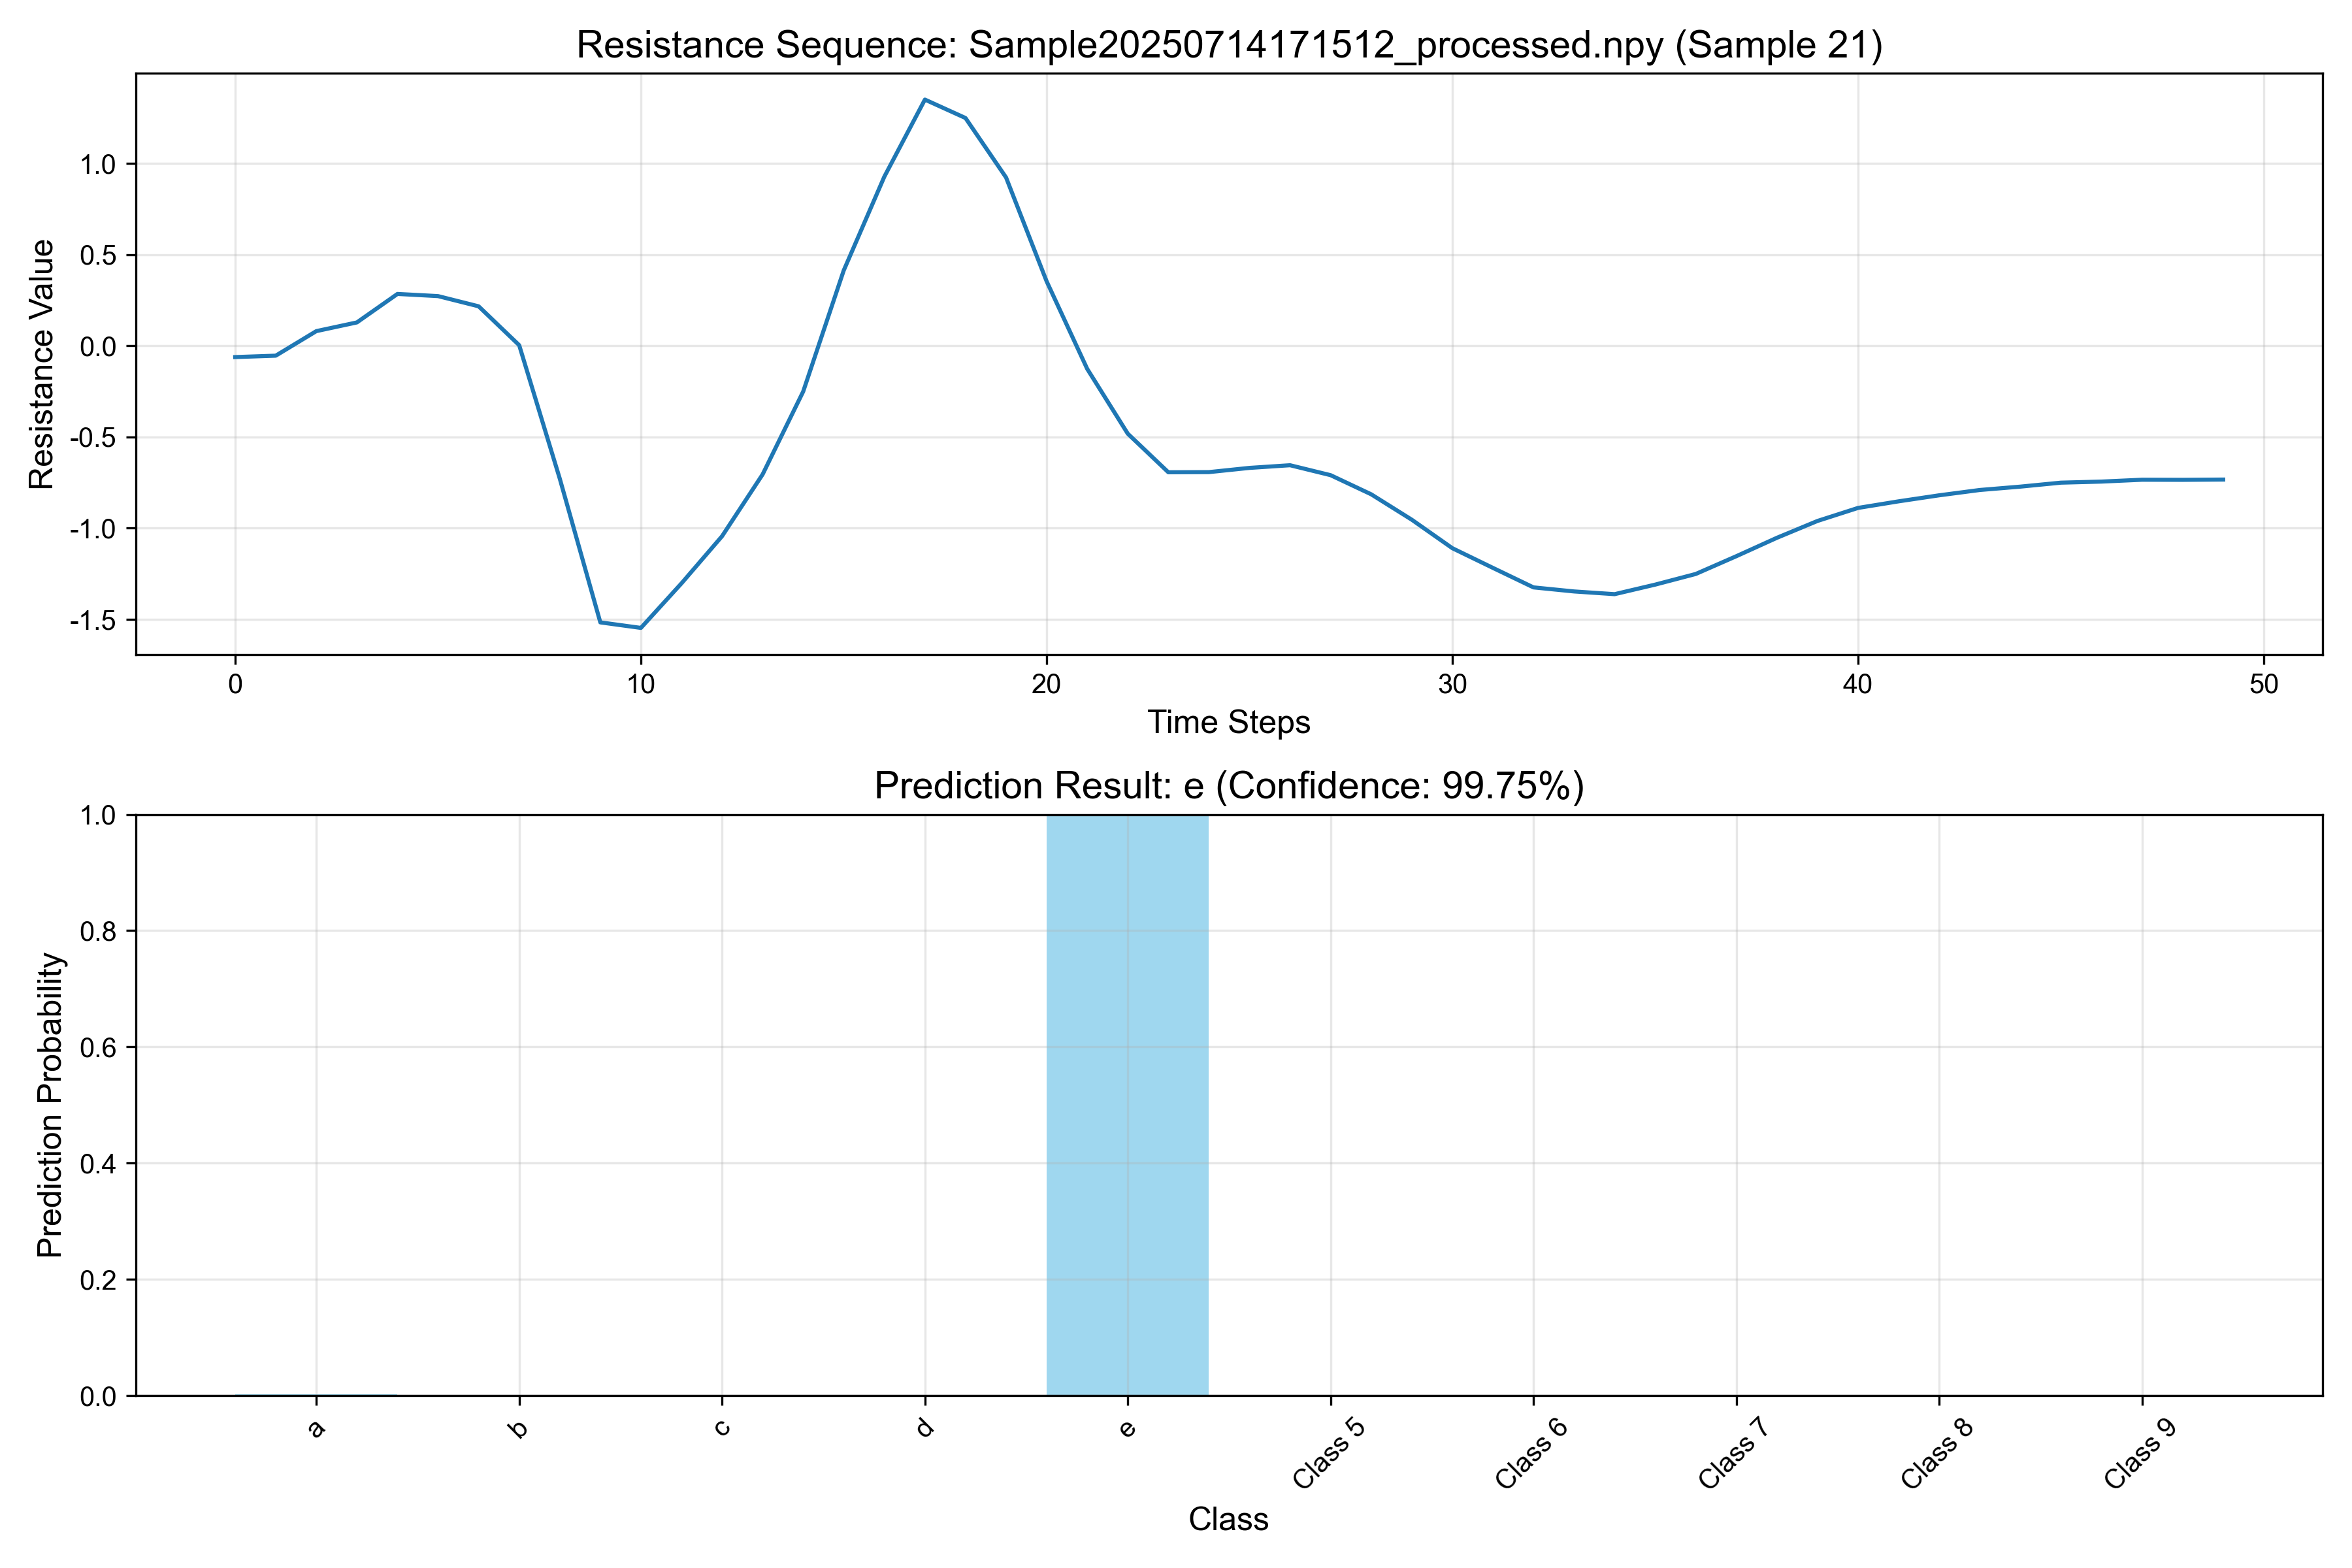 Resistance Sequence: Sample20250714171512_processed.npy (Sample 21)
Resistance Value
1.0
0.5
0.0
-0.5
-1.0
-1.5
0 10 20 30 40 50
Time Steps
Prediction Result: e (Confidence: 99.75%)
Prediction Probability
1.0
0.8
0.6
0.4
0.2
0.0
a b c d e Class 5 Class 6 Class 7 Class 8 Class 9
Class